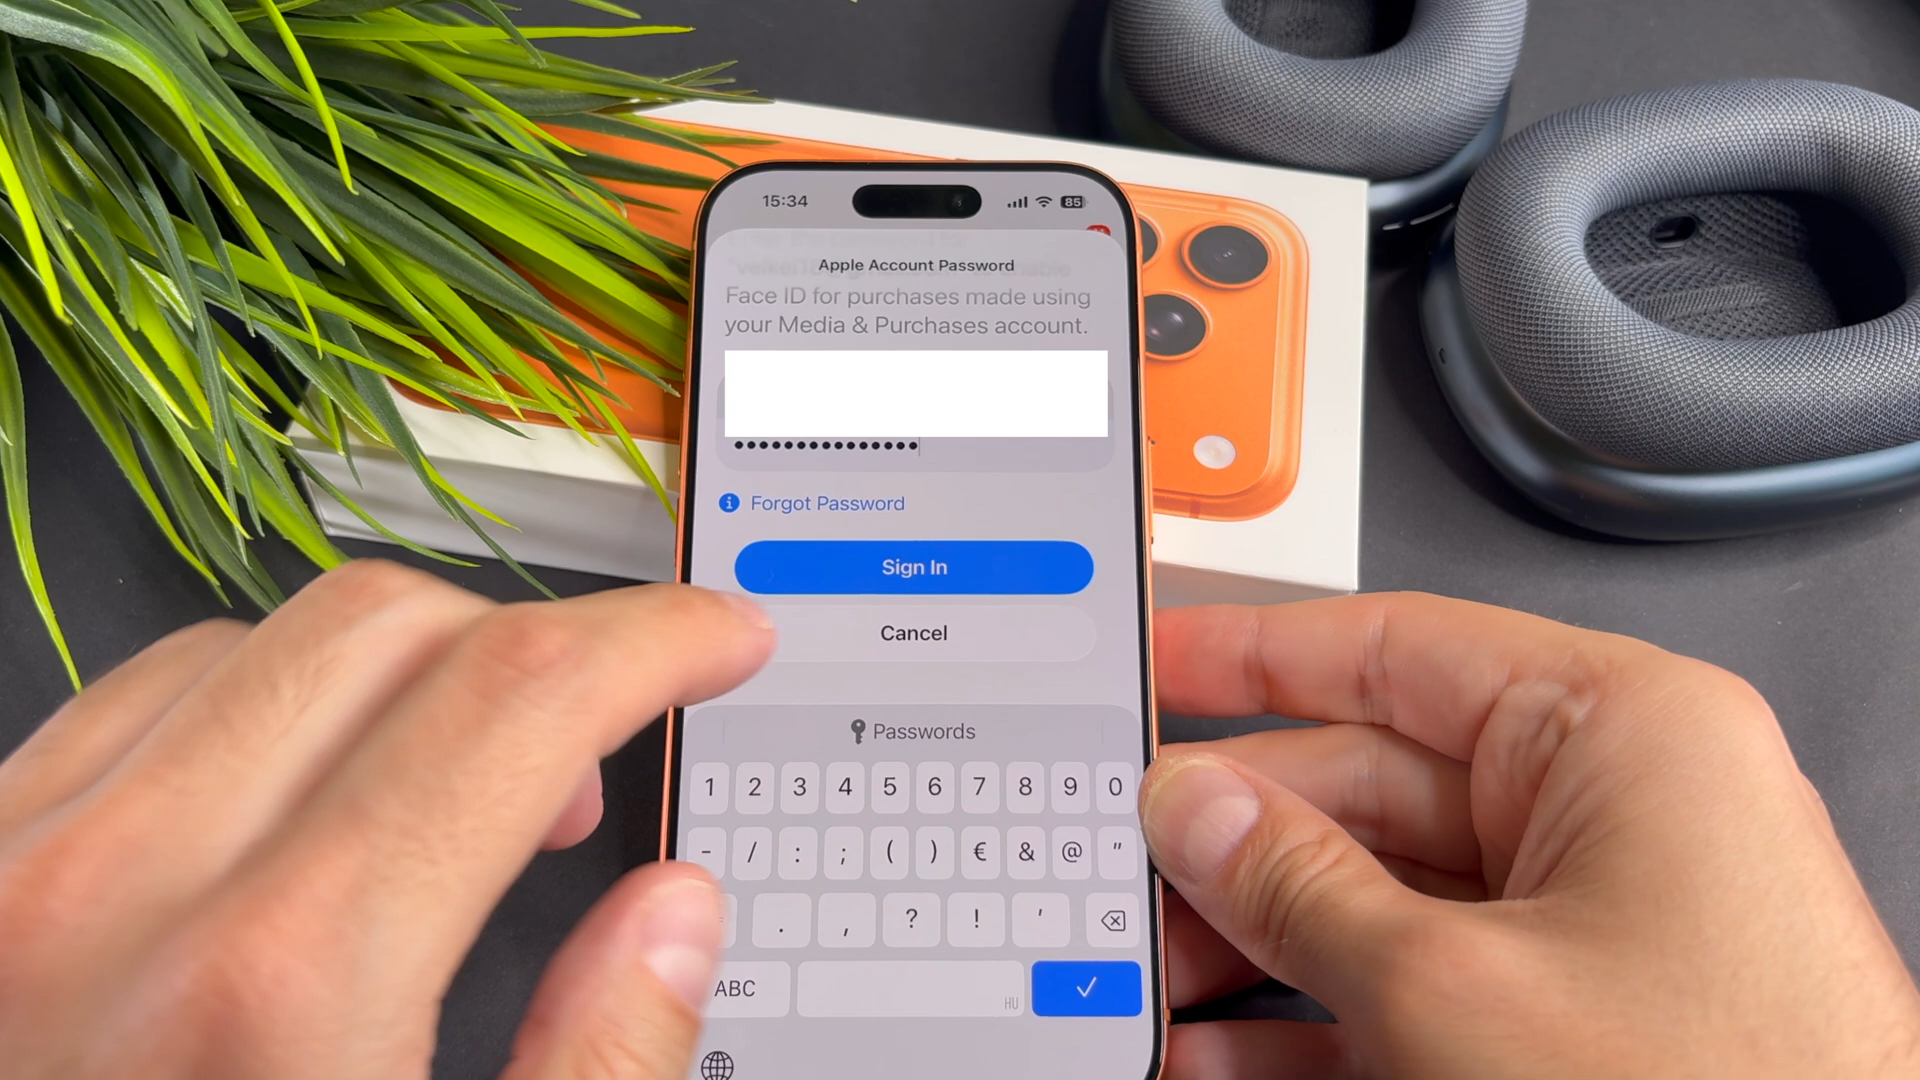 15:34
85
Apple Account Password
Face ID for purchases made using
your Media & Purchases account.
•••••••••••••••
Forgot Password
Sign In
Cancel
Passwords
1 2 3 4 5 6 7 8 9 0
- / : ; ( ) € & @ "
. , ? ! '
ABC
HU